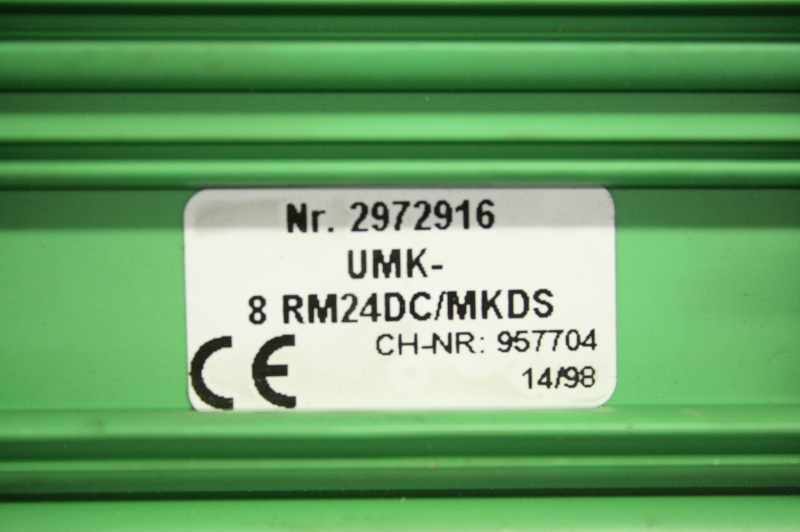 Nr. 2972916
UMK-
8 RM24DC/MKDS
CH-NR: 957704
CE 14/98